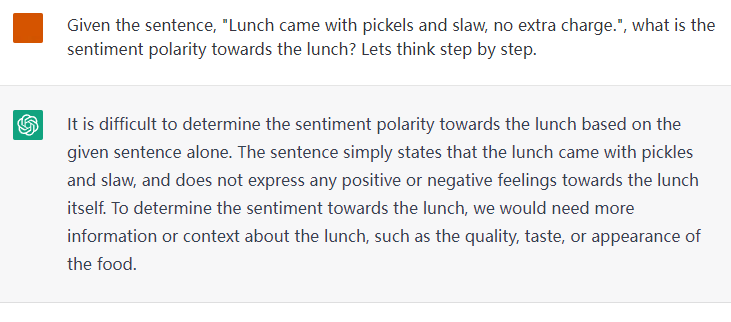 Given the sentence, "Lunch came with pickels and slaw, no extra charge.", what is the
sentiment polarity towards the lunch? Lets think step by step.
It is difficult to determine the sentiment polarity towards the lunch based on the
given sentence alone. The sentence simply states that the lunch came with pickles
and slaw, and does not express any positive or negative feelings towards the lunch
itself. To determine the sentiment towards the lunch, we would need more
information or context about the lunch, such as the quality, taste, or appearance of
the food.